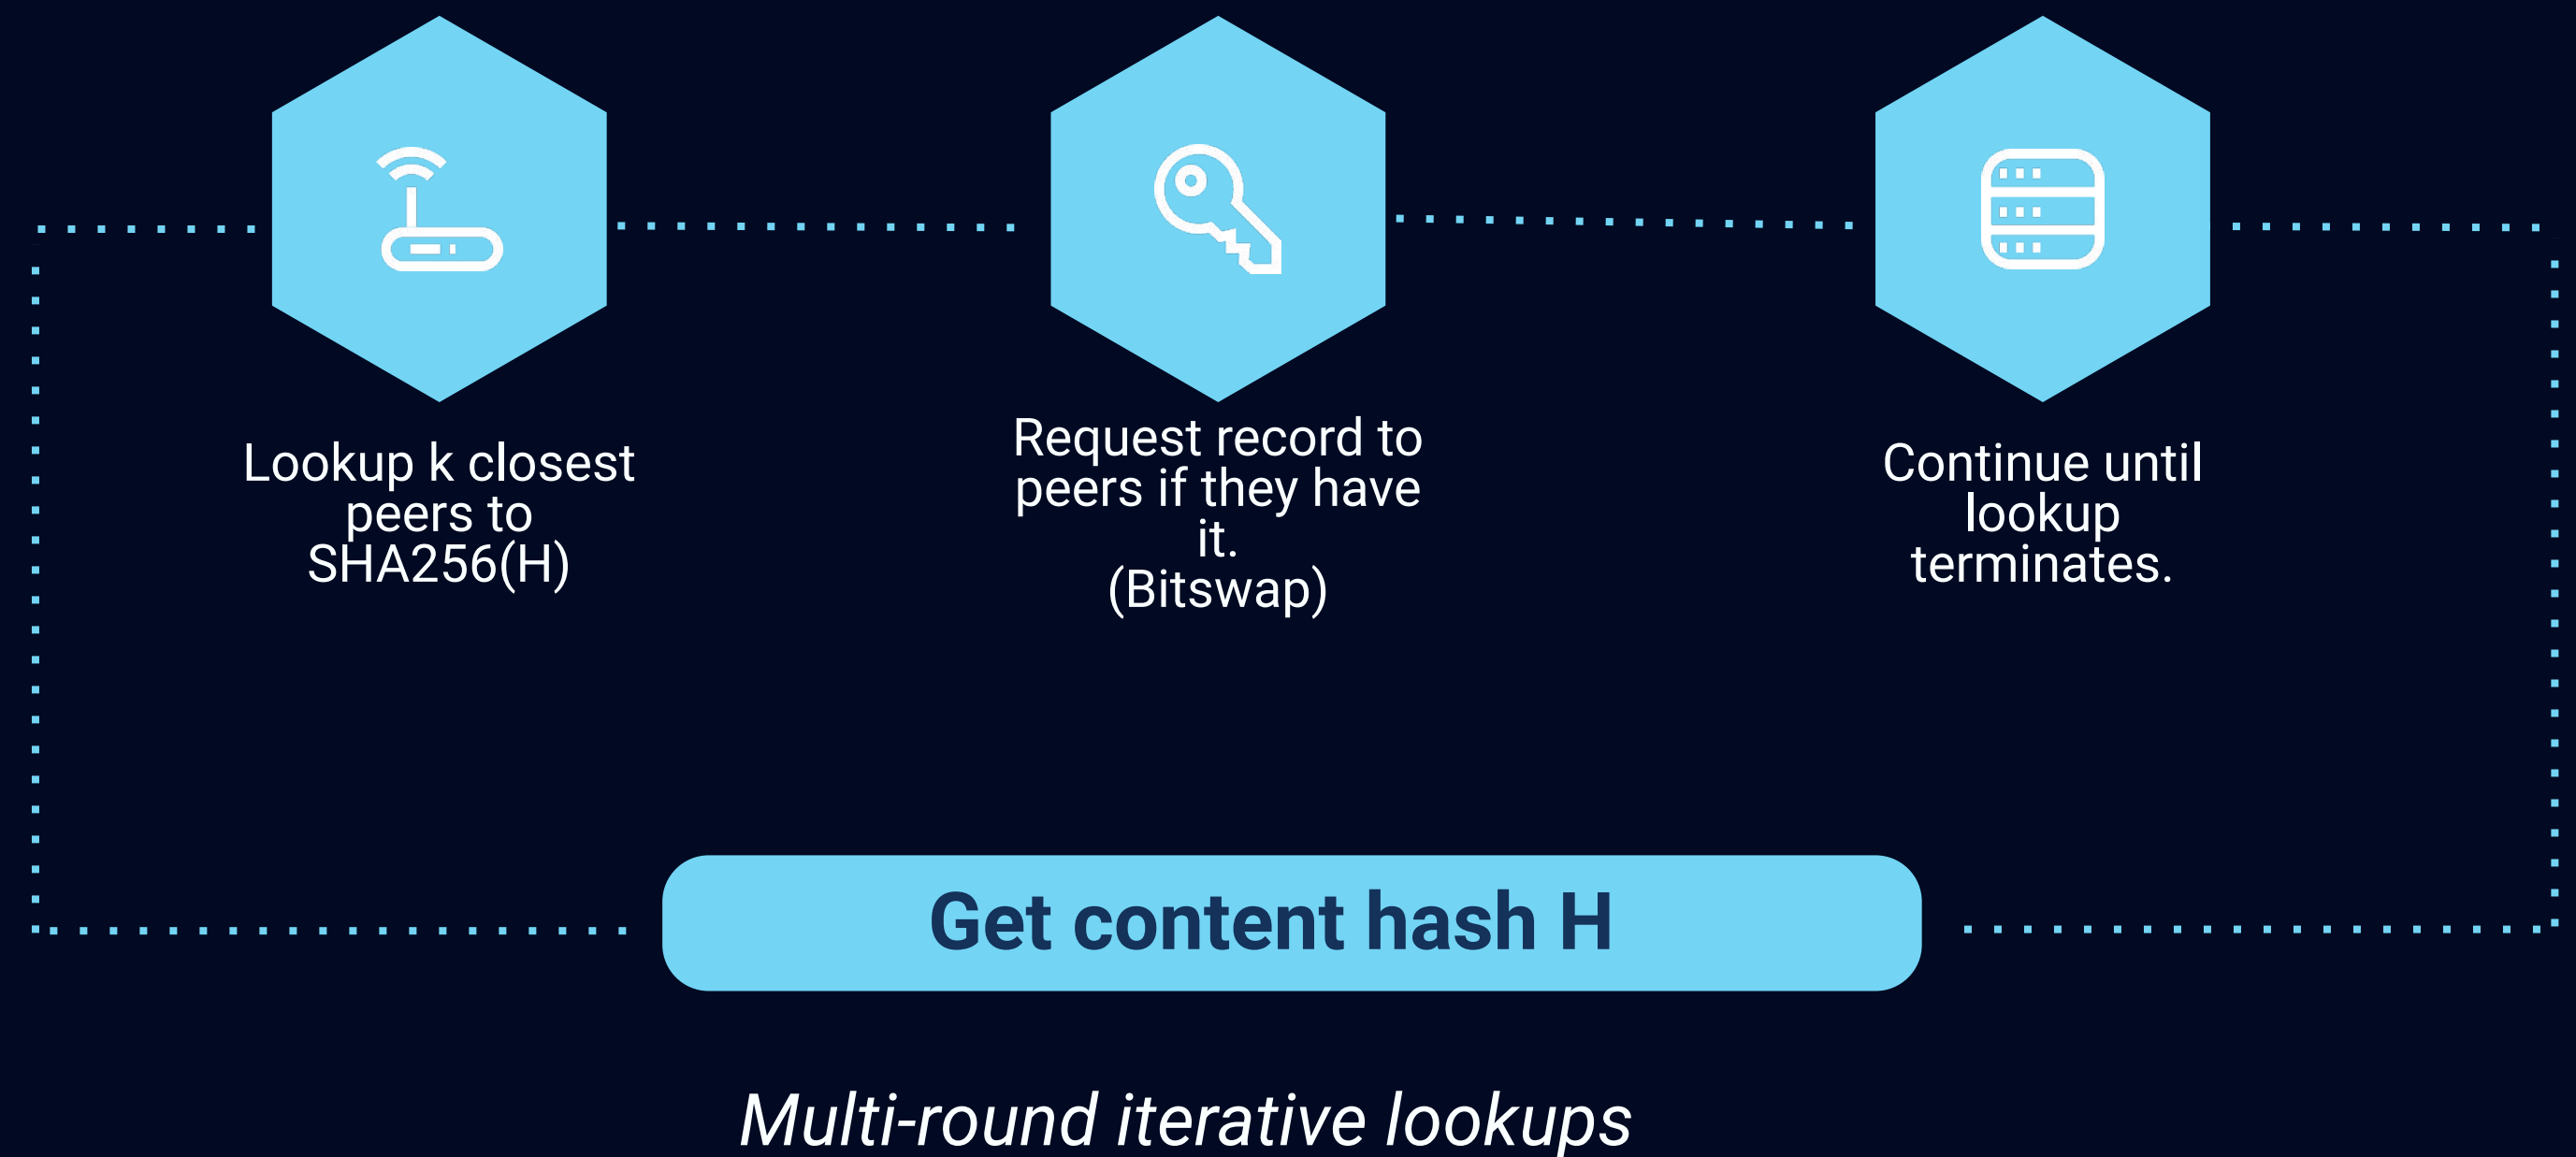 Lookup k closest
peers to
SHA256(H)
Request record to
peers if they have
it.
(Bitswap)
Continue until
lookup
terminates.
Get content hash H
Multi-round iterative lookups